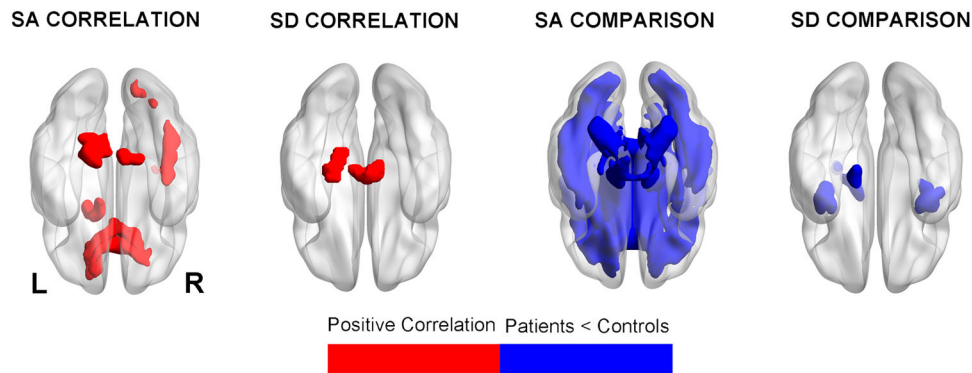 SA CORRELATION SD CORRELATION SA COMPARISON SD COMPARISON
L R
Positive Correlation Patients < Controls